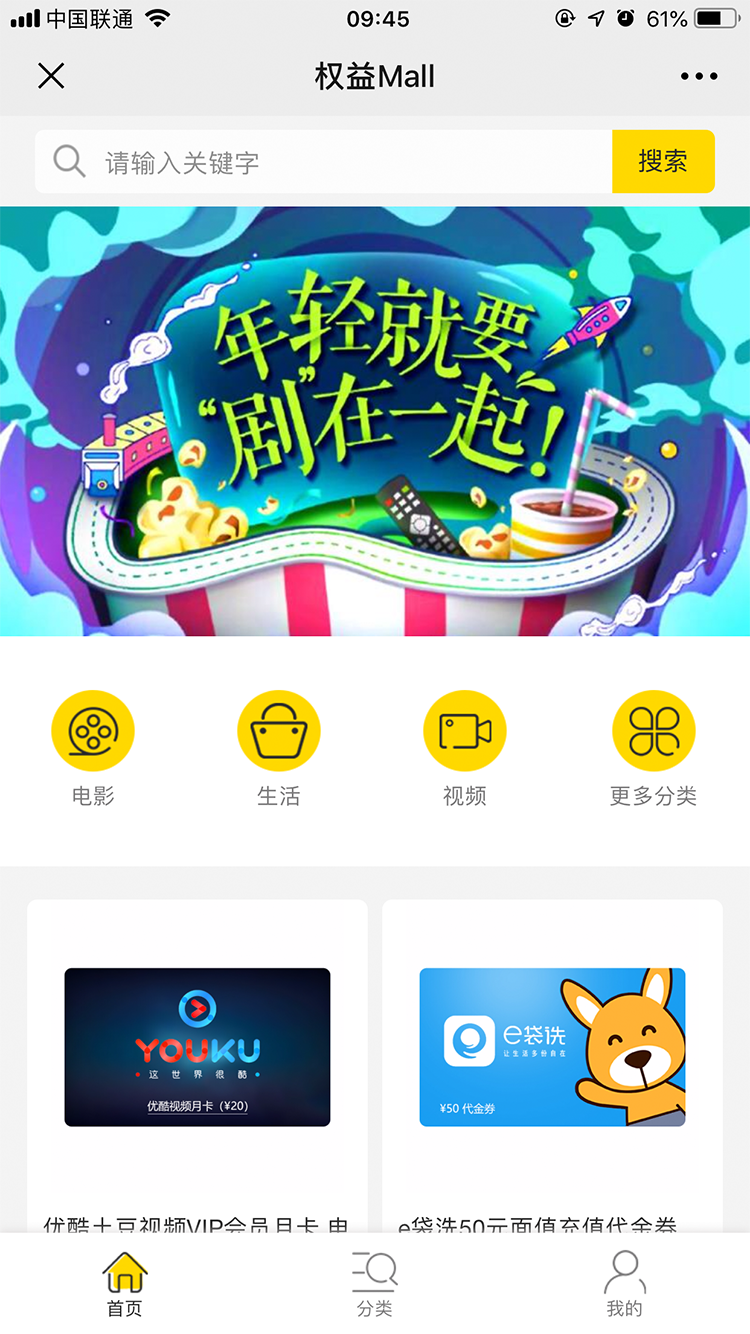 中国联通
09:45
61%
权益Mall
请输入关键字
搜索
年轻就要
“剧”在一起！
电影
生活
视频
更多分类
YOUKU
这世界很酷
优酷视频月卡（¥20）
e袋洗
让生活多份自在
¥50 代金券
优酷土豆视频VIP会员月卡 电
e袋洗50元面值充值代金券
首页
分类
我的